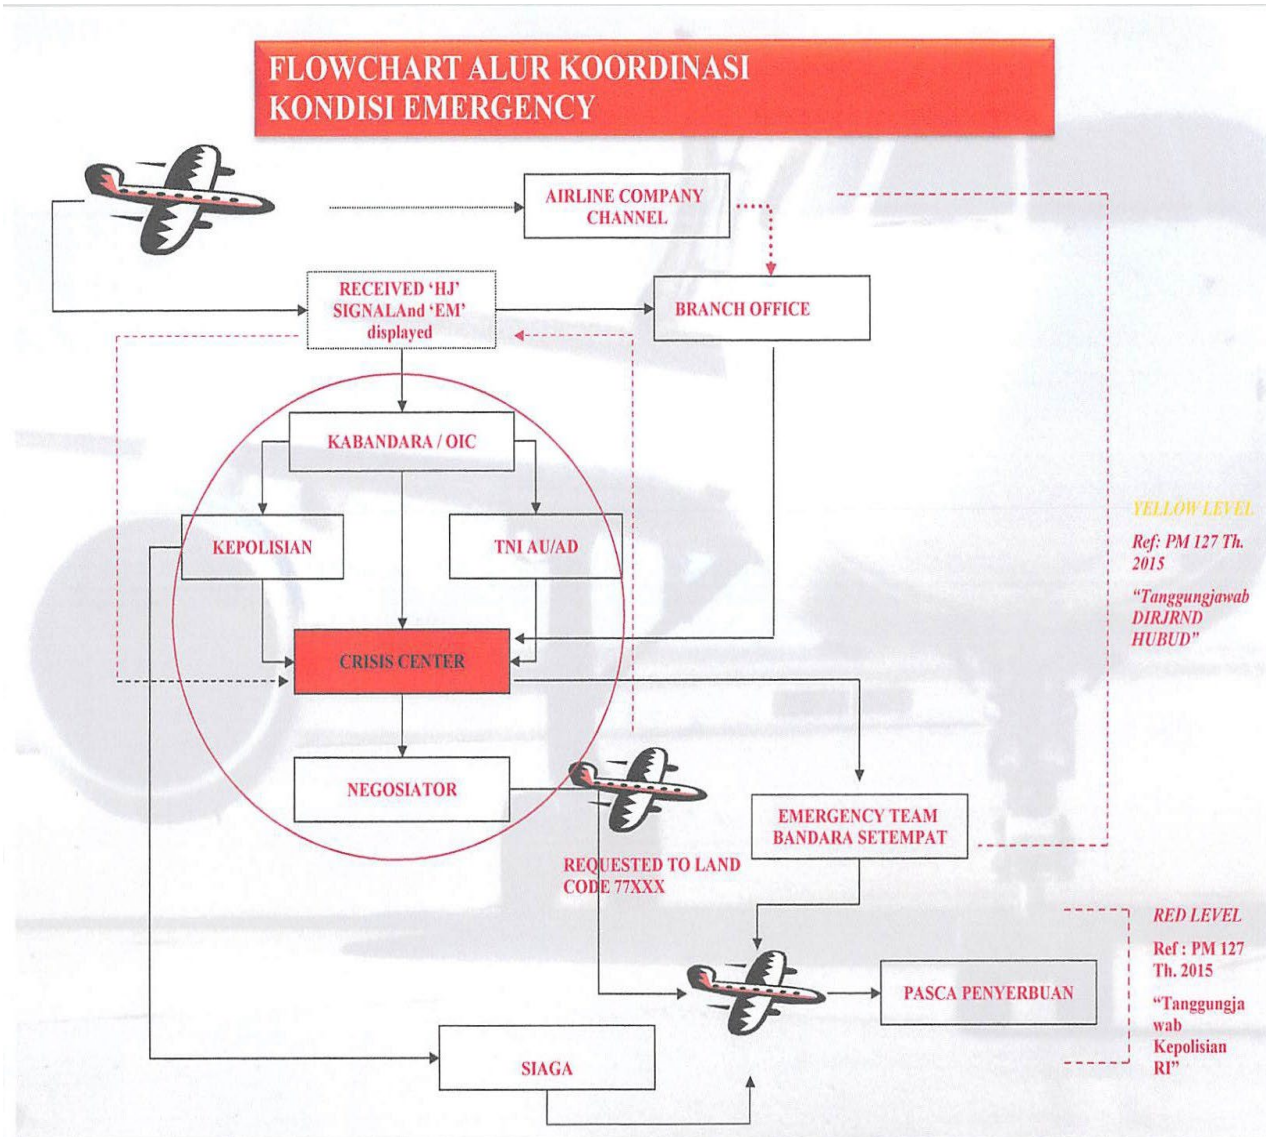 FLOWCHART ALUR KOORDINASI
KONDISI EMERGENCY
AIRLINE COMPANY
CHANNEL
RECEIVED ‘HJ’
SIGNALAnd ‘EM’
displayed
BRANCH OFFICE
KABANDARA / OIC
KEPOLISIAN
TNI AU/AD
YELLOW LEVEL
Ref: PM 127 Th.
2015
“Tanggungjawab
DIRJRND
HUBUD”
CRISIS CENTER
NEGOSIATOR
EMERGENCY TEAM
BANDARA SETEMPAT
REQUESTED TO LAND
CODE 77XXX
RED LEVEL
Ref : PM 127
Th. 2015
“Tanggungja
wab
Kepolisian
RI”
PASCA PENYERBUAN
SIAGA